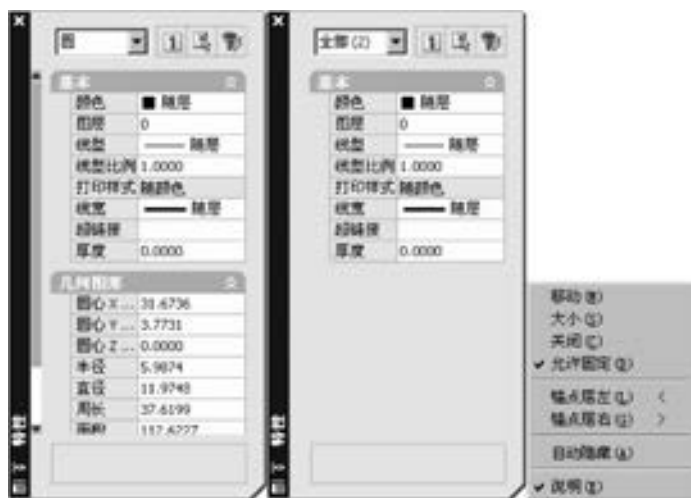 圆
基本
颜色 ■ 随层
图层 0
线型 —— 随层
线型比例 1.0000
打印样式 随颜色
线宽 —— 随层
超链接
厚度 0.0000
几何图形
圆心 X ... 31.6736
圆心 Y ... 3.7731
圆心 Z ... 0.0000
半径 5.9874
直径 11.9748
周长 37.6199
面积 112.6227
特性
全部 (2)
基本
颜色 ■ 随层
图层 0
线型 —— 随层
线型比例 1.0000
打印样式 随颜色
线宽 —— 随层
超链接
厚度 0.0000
特性
移动(M)
大小(S)
关闭(C)
✓ 允许固定(D)
锚点居左(L) <
锚点居右(G) >
自动隐藏(A)
✓ 说明(E)